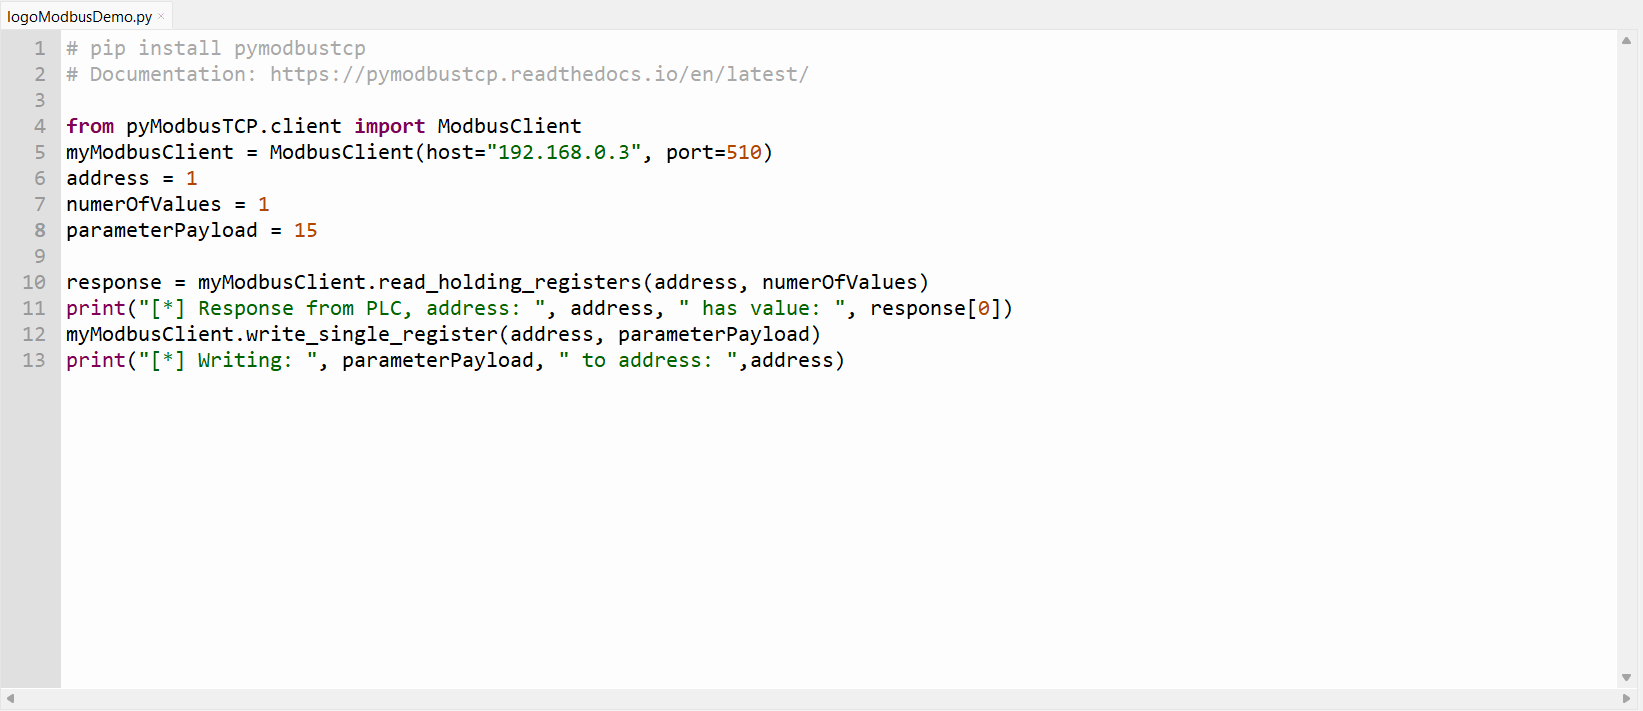 logoModbusDemo.py ×
1 # pip install pymodbustcp
2 # Documentation: https://pymodbustcp.readthedocs.io/en/latest/
3
4 from pyModbusTCP.client import ModbusClient
5 myModbusClient = ModbusClient(host="192.168.0.3", port=510)
6 address = 1
7 numerOfValues = 1
8 parameterPayload = 15
9
10 response = myModbusClient.read_holding_registers(address, numerOfValues)
11 print("[*] Response from PLC, address: ", address, " has value: ", response[0])
12 myModbusClient.write_single_register(address, parameterPayload)
13 print("[*] Writing: ", parameterPayload, " to address: ",address)